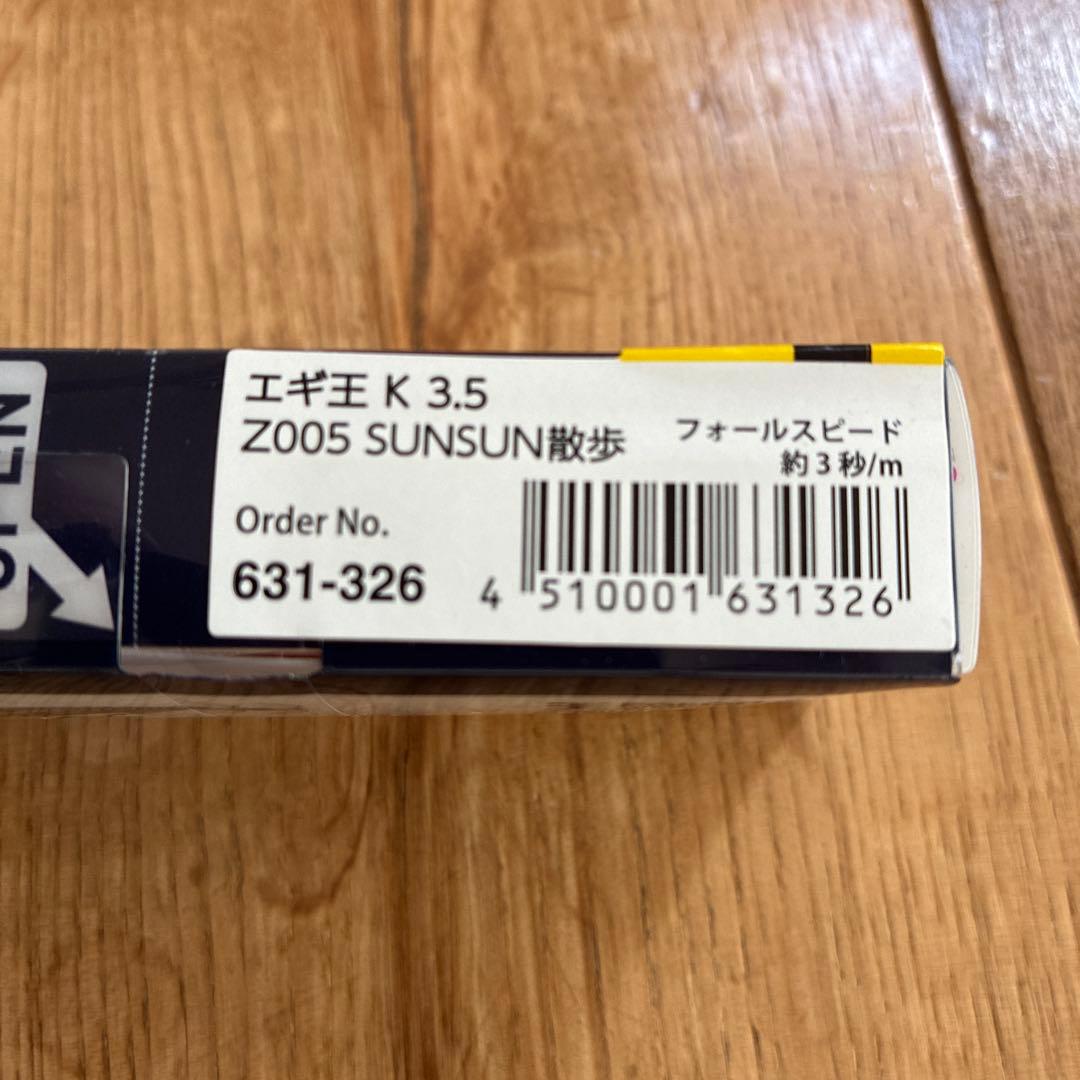 エギ王 K 3.5
Z005 SUNSUN散歩
フォールスピード
約3秒/m
Order No.
631-326
4 510001 631326